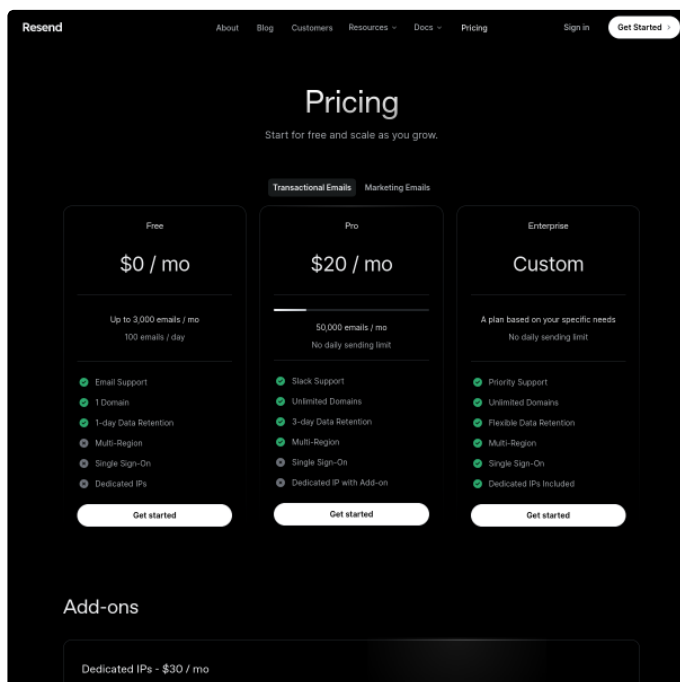 Resend
About Blog Customers Resources Docs Pricing
Sign in Get Started
Pricing
Start for free and scale as you grow.
Transactional Emails Marketing Emails
Free
$0 / mo
Up to 3,000 emails / mo
100 emails / day
Email Support
1 Domain
1-day Data Retention
Multi-Region
Single Sign-On
Dedicated IPs
Get started
Pro
$20 / mo
50,000 emails / mo
No daily sending limit
Slack Support
Unlimited Domains
3-day Data Retention
Multi-Region
Single Sign-On
Dedicated IP with Add-on
Get started
Enterprise
Custom
A plan based on your specific needs
No daily sending limit
Priority Support
Unlimited Domains
Flexible Data Retention
Multi-Region
Single Sign-On
Dedicated IPs Included
Get started
Add-ons
Dedicated IPs - $30 / mo